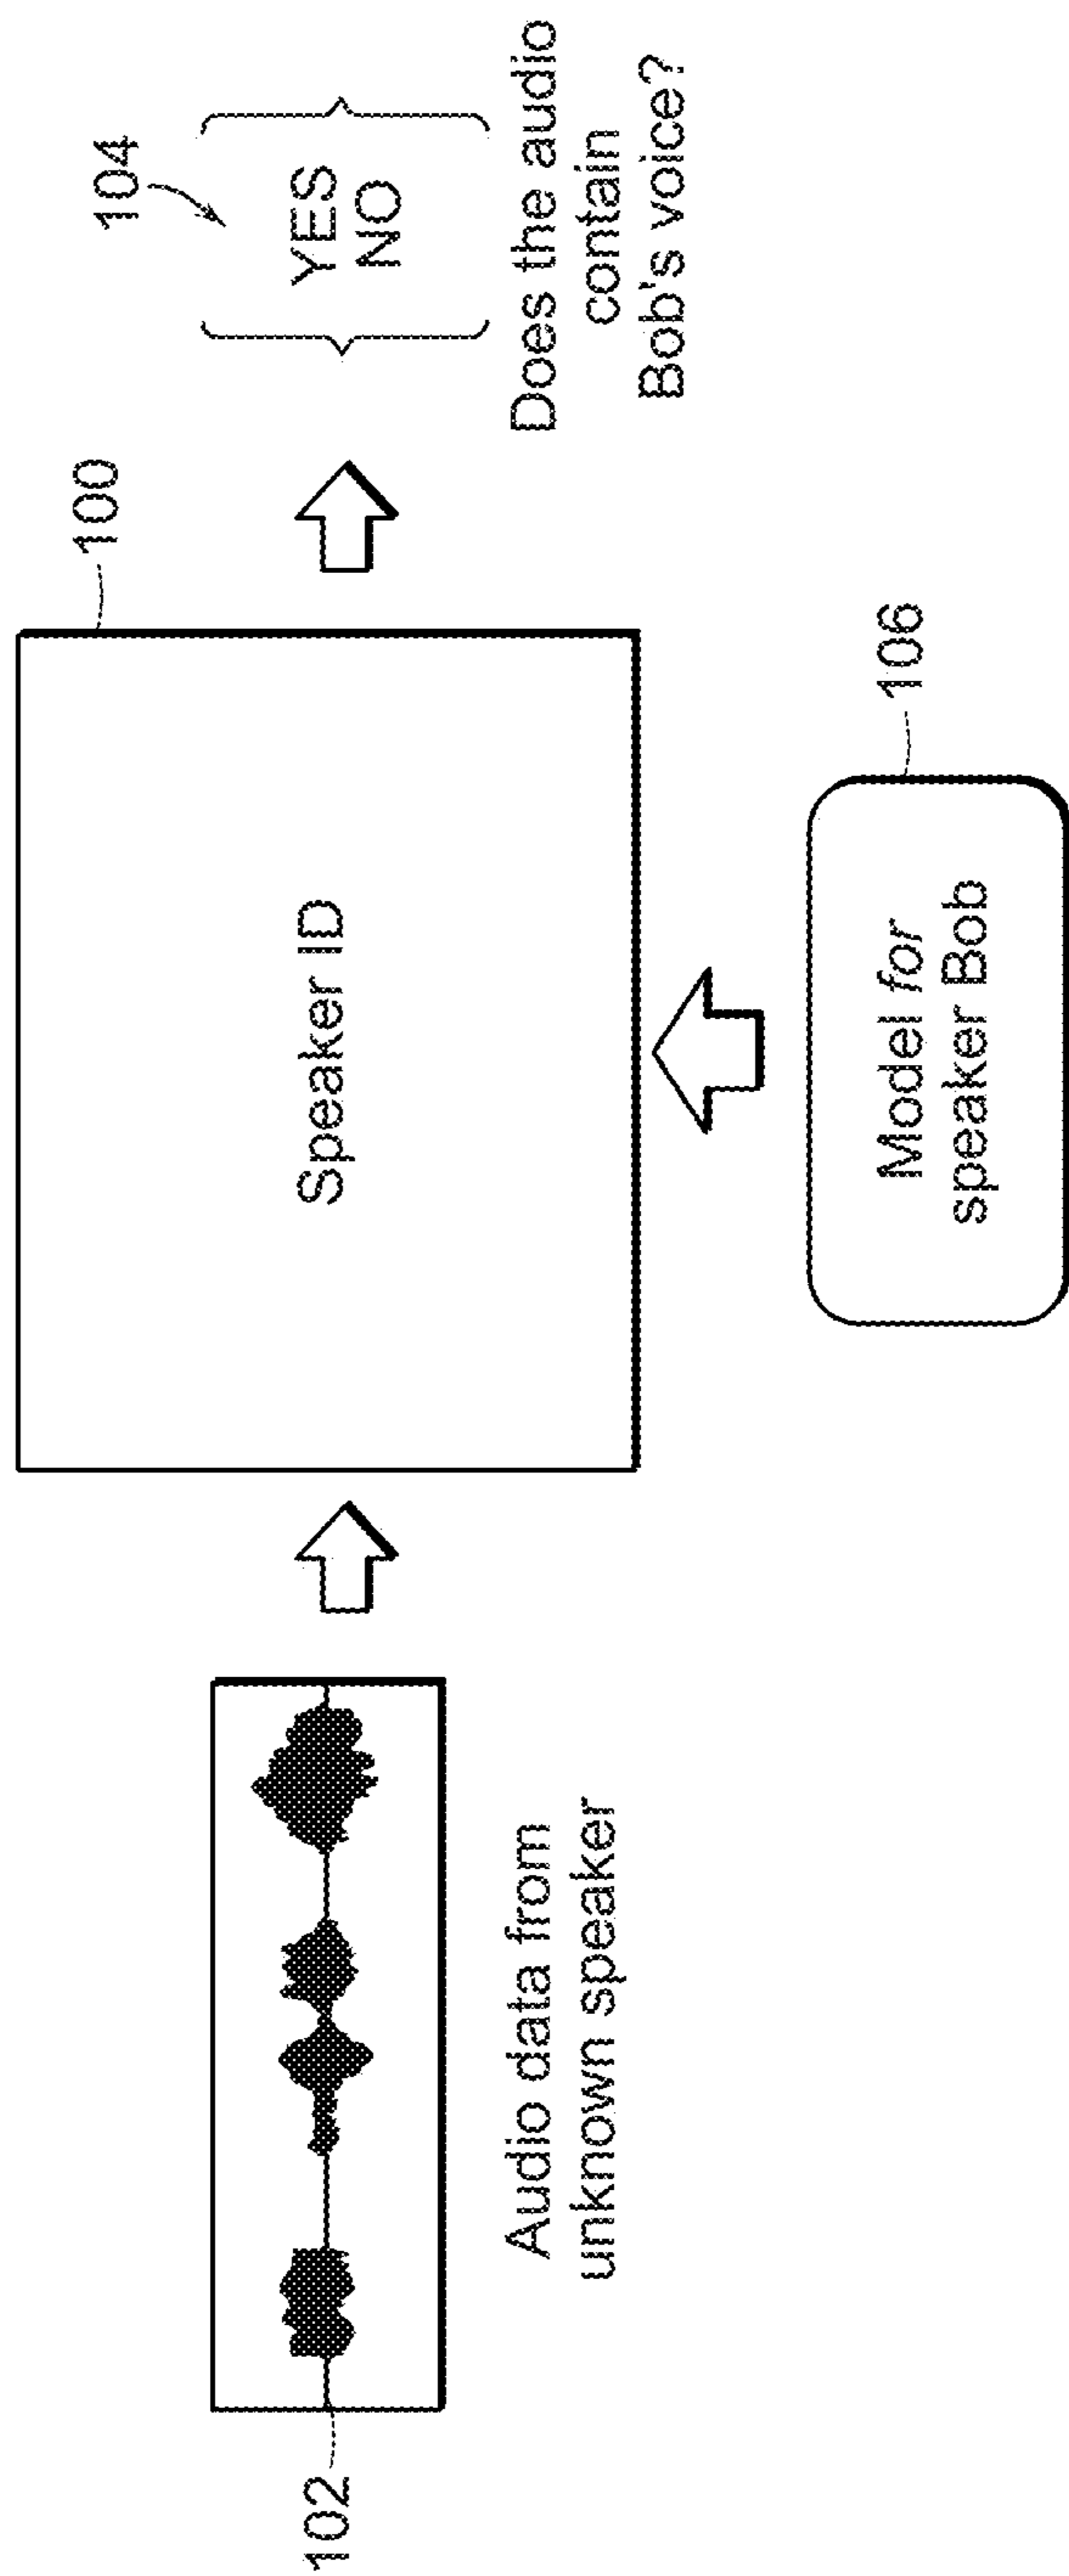 102
Audio data from
unknown speaker
100
Speaker ID
106
Model for
speaker Bob
104
YES
NO
Does the audio
contain
Bob's voice?